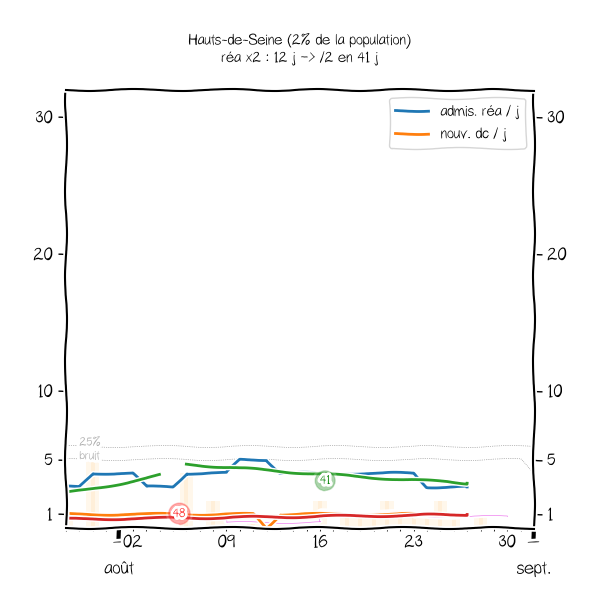 Hauts-de-Seine (2% de la population)
réa x2 : 12 j -> /2 en 41 j
admis. réa / j
nouv. dc / j
30
30
20
20
10
10
25%
bruit
5
5
41
48
1
1
02
09
16
23
30
août
sept.